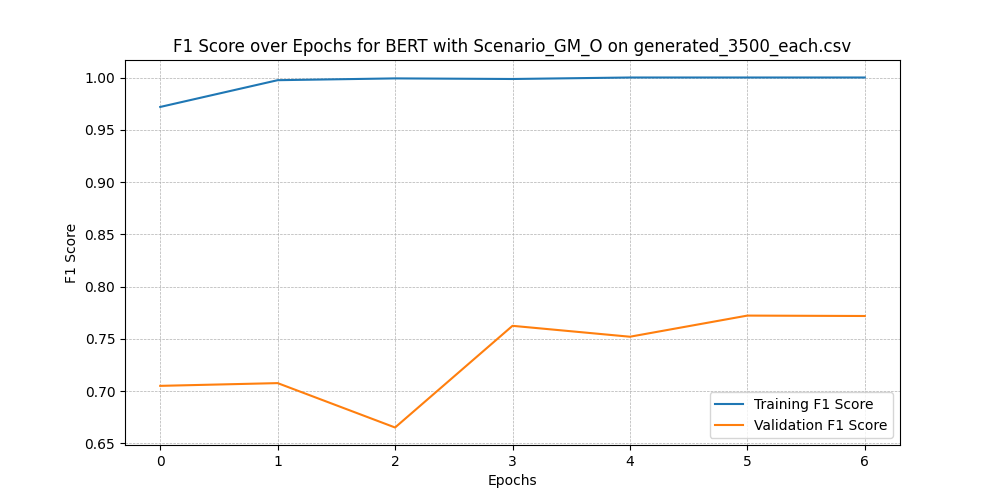 F1 Score over Epochs for BERT with Scenario_GM_O on generated_3500_each.csv
F1 Score
1.00
0.95
0.90
0.85
0.80
0.75
0.70
0.65
Training F1 Score
Validation F1 Score
0 1 2 3 4 5 6
Epochs